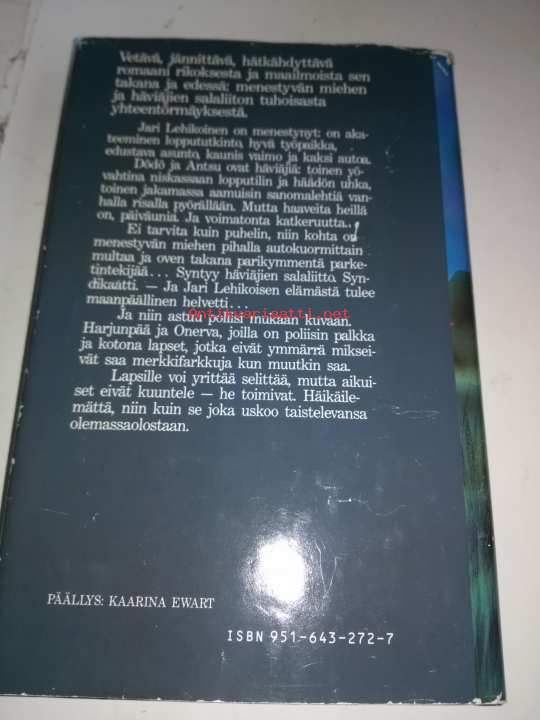 Vetävä, jännittävä, hätkähdyttävä
romaani rikoksesta ja maailmoista sen
takana ja edessä: menestyvän miehen
ja häviäjien salaliiton tuhoisasta
yhteentörmäyksestä.
Jari Lehikoinen on menestynyt: on aka-
teeminen loppututkinto, hyvä työpaikka,
edustava asunto, kaunis vaimo ja kaksi autoa.
Dödö ja Antsu ovat häviäjiä: toinen yö-
vahtina niskassaan lopputilin ja häädön uhka,
toinen jakamassa aamuisin sanomalehtiä van-
halla risalla pyörällään. Mutta haaveita heillä
on, päiväunia. Ja voimatonta katkeruutta...
Ei tarvita kuin puhelin, niin kohta on
menestyvän miehen pihalla autokuormittain
multaa ja oven takana parikymmentä parke-
tintekijää... Syntyy häviäjien salaliitto. Syn-
dikaatti. — Ja Jari Lehikoisen elämästä tulee
maanpäällinen helvetti...
Antikvariaatti.net
Ja niin astuu poliisi mukaan kuvaan.
Harjunpää ja Onerva, joilla on poliisin palkka
ja kotona lapset, jotka eivät ymmärrä miksei-
vät saa merkkifarkkuja kun muutkin saa.
Lapsille voi yrittää selittää, mutta aikui-
set eivät kuuntele — he toimivat. Häikäile-
mättä, niin kuin se joka uskoo taistelevansa
olemassaolostaan.
PÄÄLLYS: KAARINA EWART
ISBN 951-643-272-7